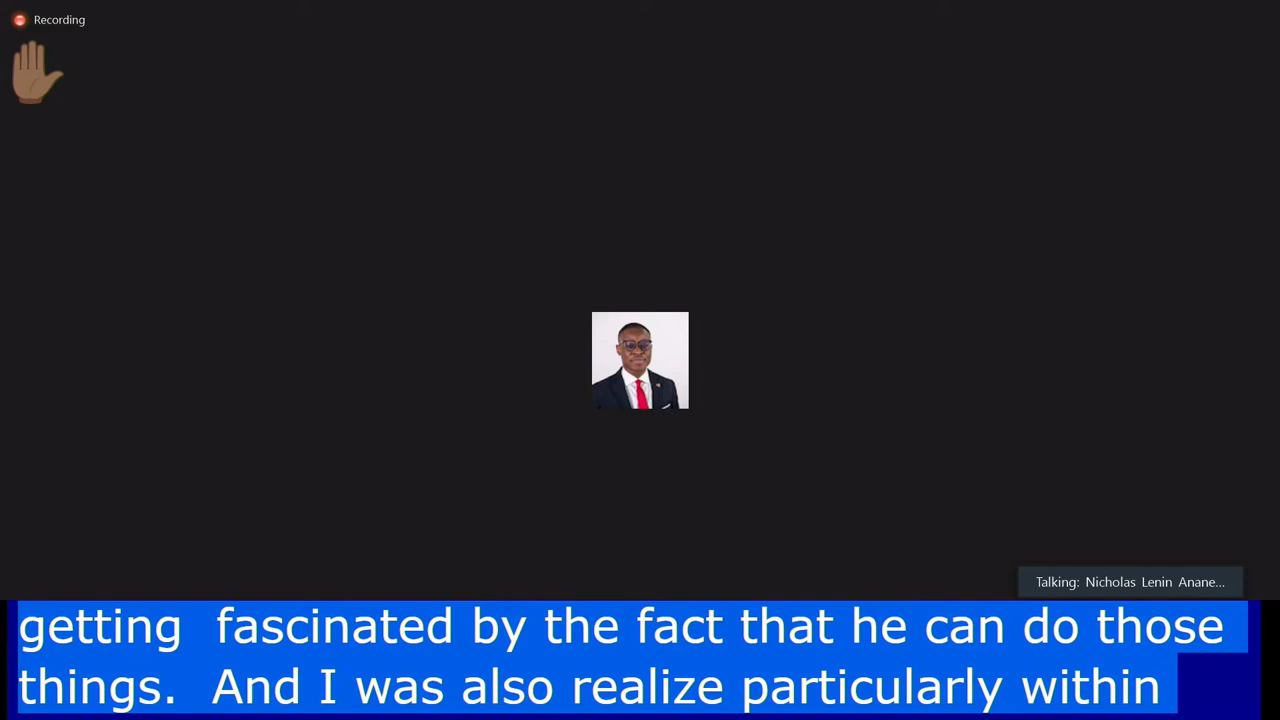 Recording
Talking: Nicholas Lenin Anane...
getting fascinated by the fact that he can do those
things. And I was also realize particularly within